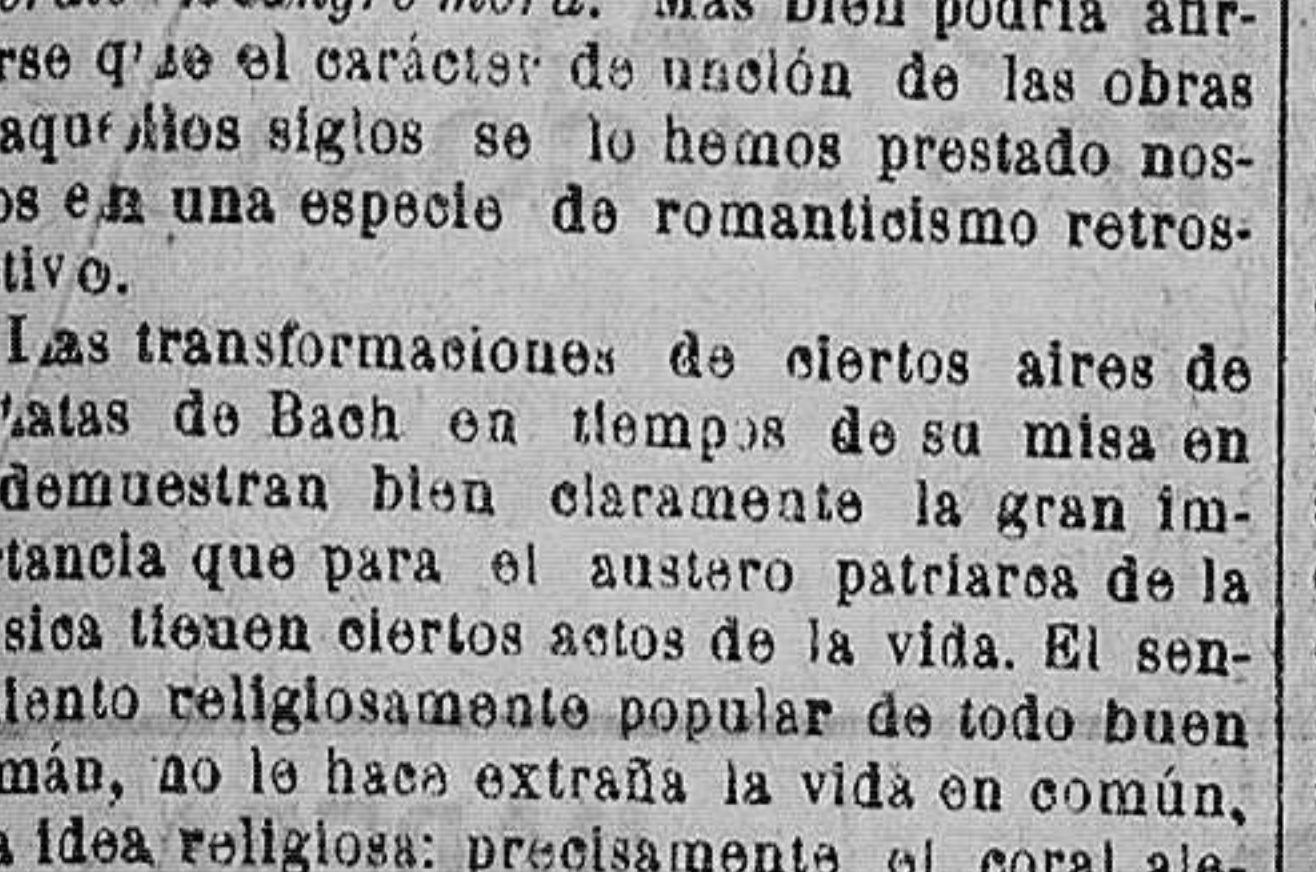 mora. Mas bien podría afir-
rse que el carácter de unción de las obras
aquellos siglos se lo hemos prestado nos-
os en una especie de romanticismo retros-
tivo.
Las transformaciones de ciertos aires de
tatas de Bach en tiempos de su misa en
demuestran bien claramente la gran im-
rtancia que para el austero patriarca de la
sica tienen ciertos actos de la vida. El sen-
iento religiosamente popular de todo buen
mán, no le hace extraña la vida en común,
a idea religiosa: precisamente el coral ale-